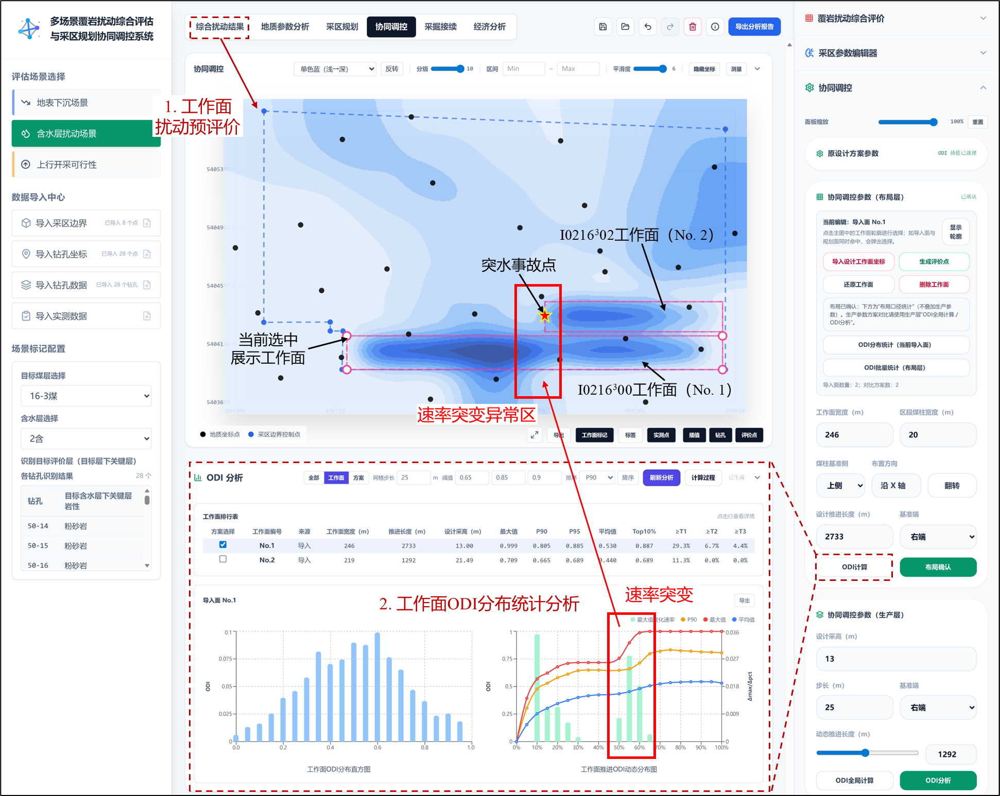 多场景覆岩扰动综合评估
与采区规划协同调控系统
评估场景选择
地表下沉场景
含水层扰动场景
上行开采可行性
数据导入中心
导入采区边界 已导入 8 个点
导入钻孔坐标 已导入 28 个点
导入钻孔数据 已导入 28 个钻孔
导入实测数据
场景标记配置
目标煤层选择
16-3煤
含水层选择
2含
识别目标评价层（目标层下关键层）
各钻孔识别结果 28 个
钻孔 目标含水层下关键层
岩性
50-14 粉砂岩
50-15 粉砂岩
50-16 粉砂岩
综合扰动结果 地质参数分析 采区规划 协同调控 采掘接续 经济分析
导出分析报告
协同调控 单色蓝（浅→深） 反转 分级 10 区间 Min ~ Max 平滑度 6 隐藏坐标 测量
1. 工作面
扰动预评价
5405385
5404961
I0216³02工作面（No. 2）
突水事故点
5404537
当前选中
展示工作面
5404114
I0216³00工作面（No. 1）
5403690
495395 496122 498301 499028
速率突变异常区
地质坐标点 采区边界控制点
导出 工作面标记 标签 实测点 插值 钻孔 评价点
ODI 分析 全部 工作面 方案 网格步长 25 m 阈值 0.65 0.85 0.9 排序 P90 降序 刷新分析 计算过程 已生成
工作面排行表 点击行查看详情
方案选择 工作面编号 来源 工作面宽度（m） 推进长度（m） 设计采高（m） 最大值 P90 P95 平均值 Top10% ≥T1 ≥T2 ≥T3
No.1 导入 246 2733 13.00 0.999 0.805 0.885 0.530 0.887 29.3% 6.7% 4.4%
No.2 导入 219 1292 21.49 0.709 0.665 0.689 0.440 0.689 11.3% 0.0% 0.0%
导入面 No.1 导出
2. 工作面ODI分布统计分析
速率突变
最大值变化速率 P90 最大值 平均值
ODI
0.1
0.075
0.05
0.025
0
0.0 0.2 0.4 0.6 0.8 1.0
工作面ODI分布直方图
ODI
1
0.75
0.5
0.25
0
0% 10% 20% 30% 40% 50% 60% 70% 80% 90% 100%
0.036
0.027
0.018
0.009
0
Δmax/Δpct
工作面推进ODI动态分布图
覆岩扰动综合评价
采区参数编辑器
协同调控
面板缩放 100% 重置
原设计方案参数 ODI 插值已就绪
协同调控参数（布局层） 已确认
当前编辑：导入面 No.1
点击主图中的工作面轮廓进行选择；如导入面与
规划面同时命中，会弹出选择。
显示
轮廓
导入设计工作面坐标 生成评价点
还原工作面 删除工作面
布局已确认：下方为“布局口径统计”（不叠加生产参
数）。生产参数方案对比请使用生产层“ODI全局计算 /
ODI分析”。
ODI分布统计（当前导入面）
ODI批量统计（布局层）
导入面数量：2；对比方案数：2
工作面宽度（m） 区段煤柱宽度（m）
246 20
煤柱基准侧 布置方向
上侧 沿 X 轴 翻转
设计推进长度（m） 基准端
2733 右端
ODI计算 布局确认
协同调控参数（生产层）
设计采高（m）
13
步长（m） 基准端
25 右端
动态推进长度（m）
1292
ODI全局计算 ODI分析